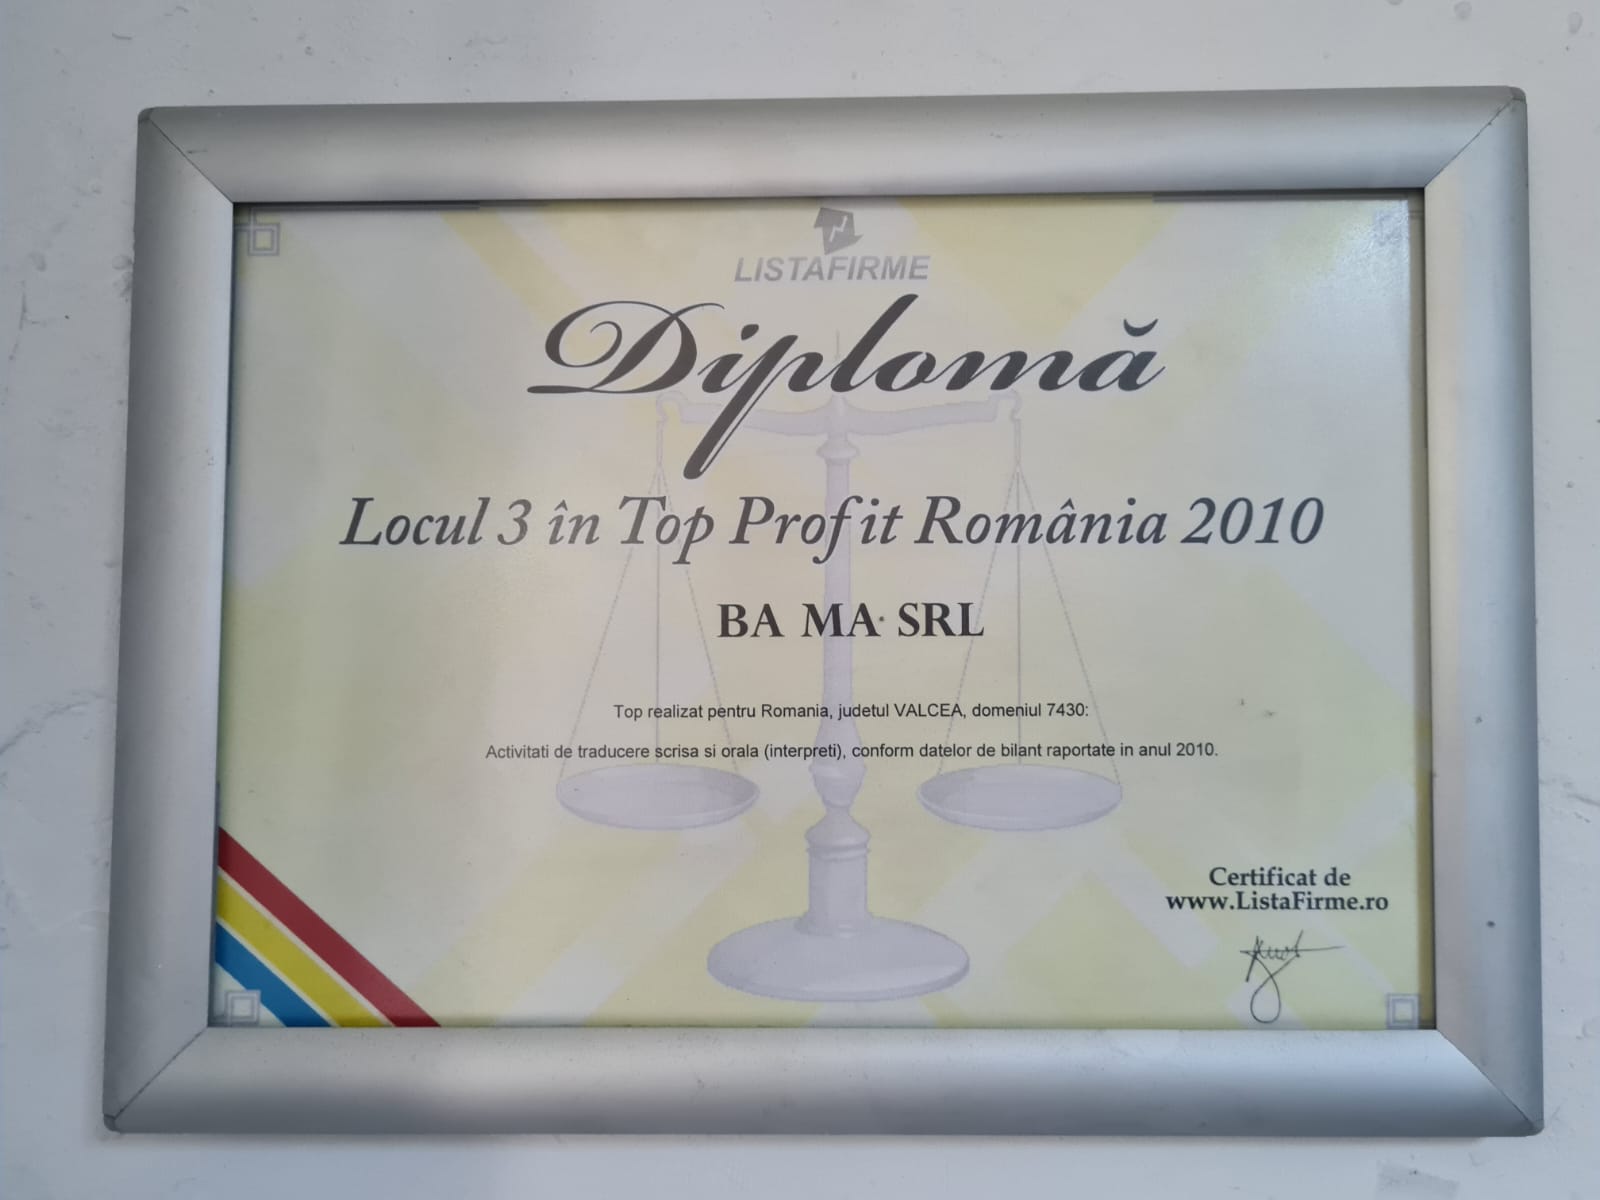 LISTAFIRME
Diplomă
Locul 3 în Top Profit România 2010
BA MA SRL
Top realizat pentru Romania, judetul VALCEA, domeniul 7430:
Activitati de traducere scrisa si orala (interpreti), conform datelor de bilant raportate in anul 2010.
Certificat de
www.ListaFirme.ro